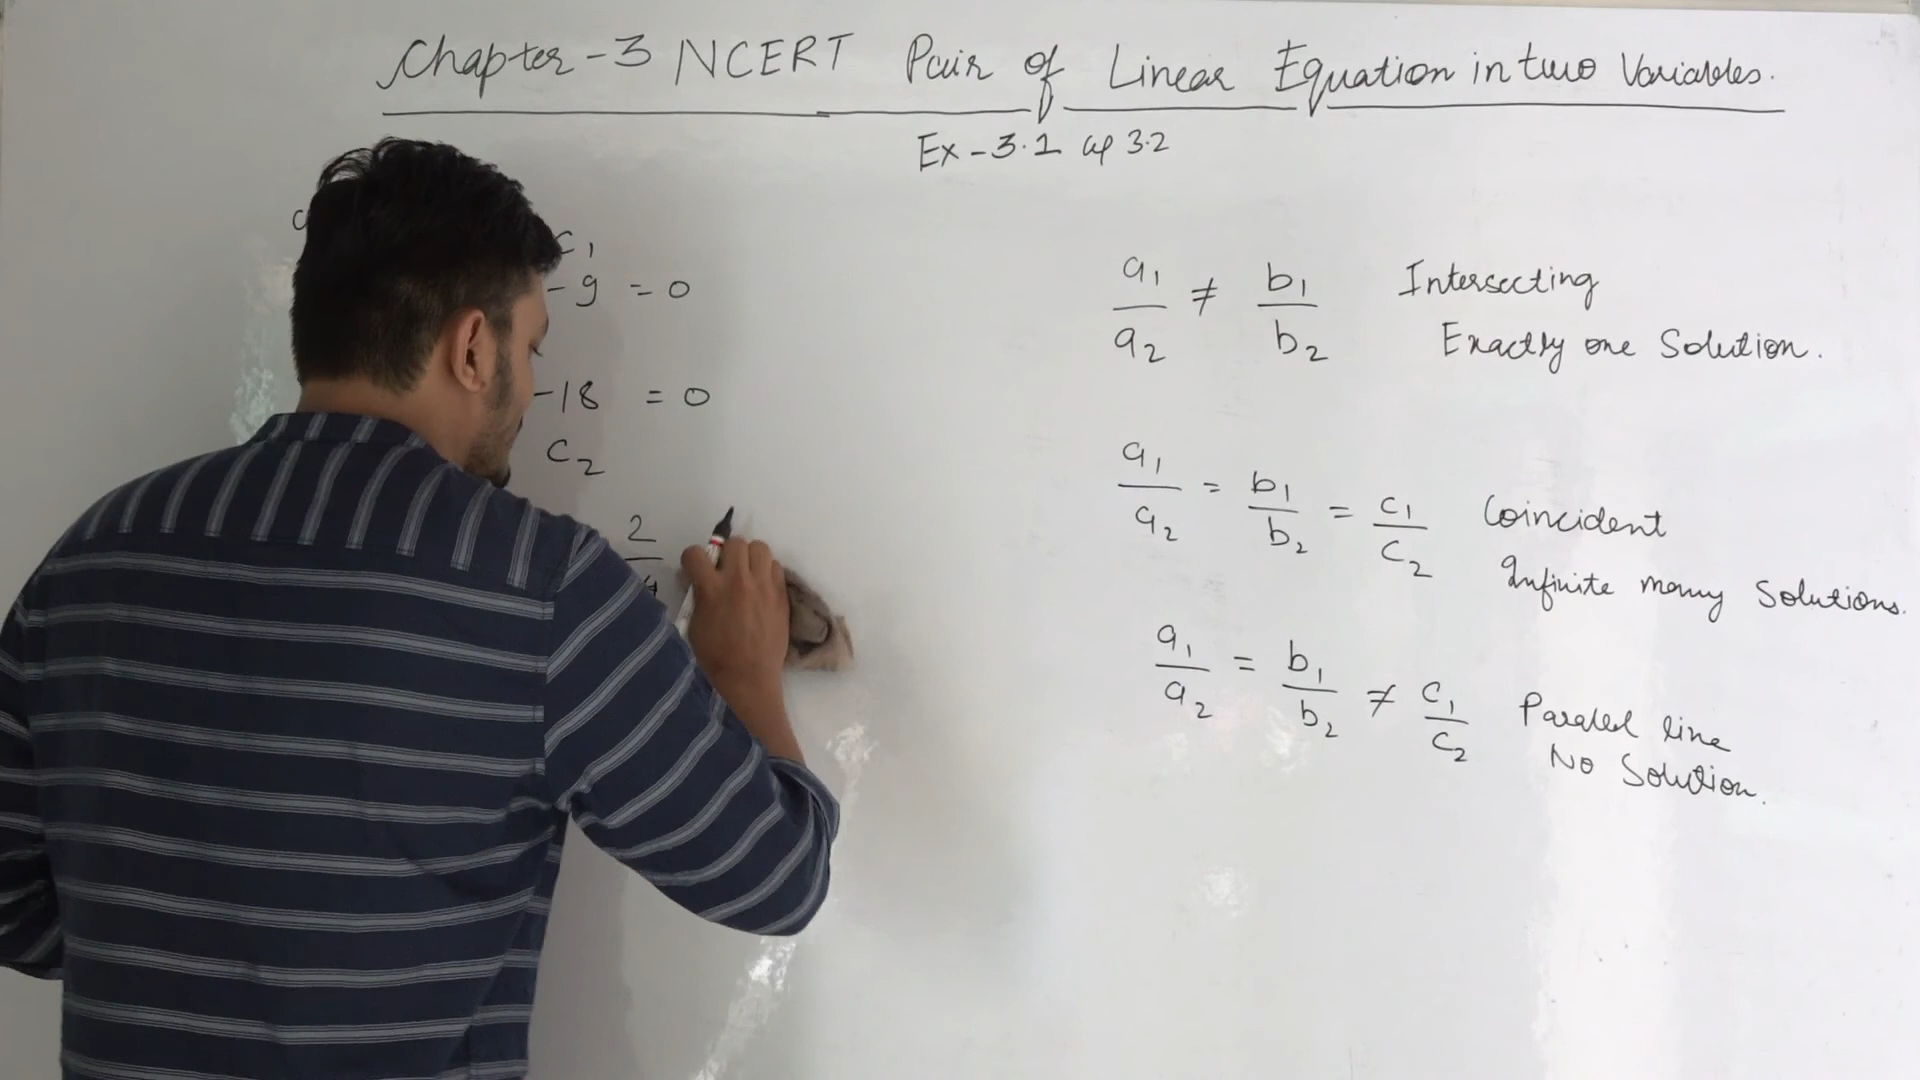 Chapter-3 NCERT Pair of Linear Equation in two Variables.
Ex-3.1 3.2
c1
-9 = 0
-18 = 0
c2
2
4
a1/a2 ≠ b1/b2 Intersecting
Exactly one Solution.
a1/a2 = b1/b2 = c1/c2 Coincident
Infinite many Solutions.
a1/a2 = b1/b2 ≠ c1/c2 Parallel line
No Solution.